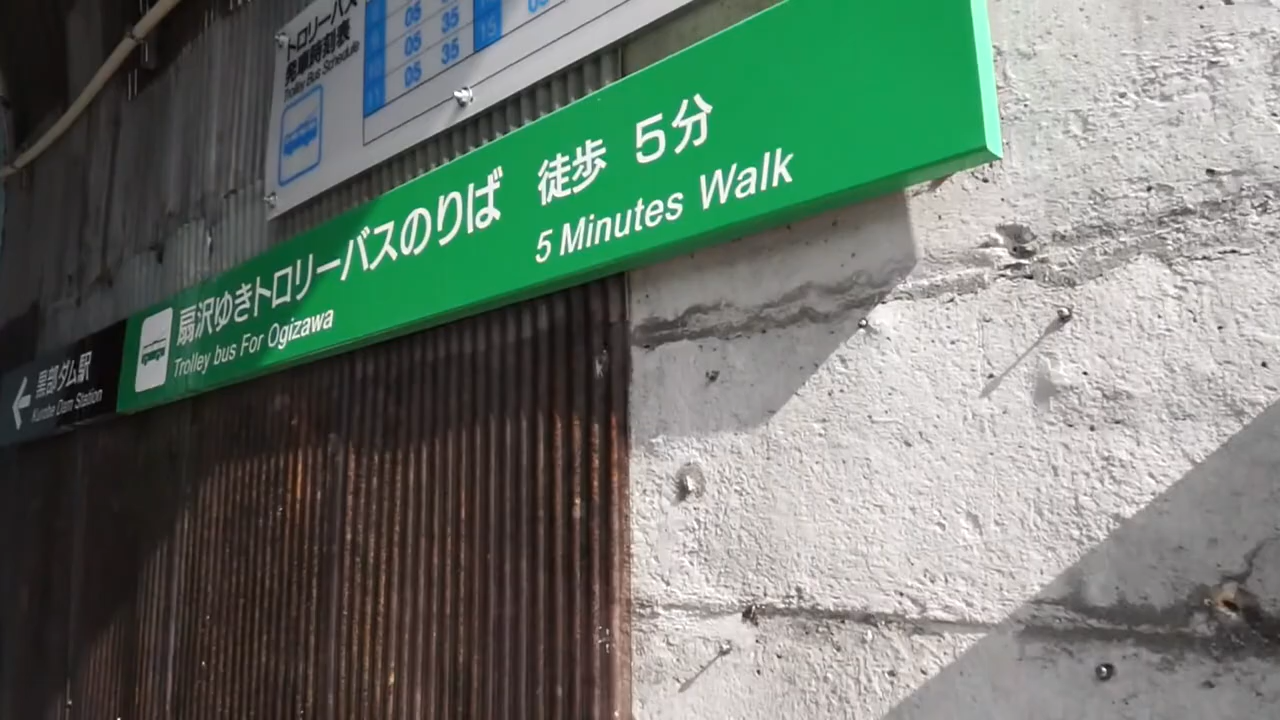 トロリーバス
発車時刻表
Trolley Bus Schedule
05 35
05 35
05 35 15
11
扇沢ゆきトロリーバスのりば 徒歩 5分
Trolley bus For Ogizawa 5 Minutes Walk
黒部ダム駅
Kurobe Dam Station